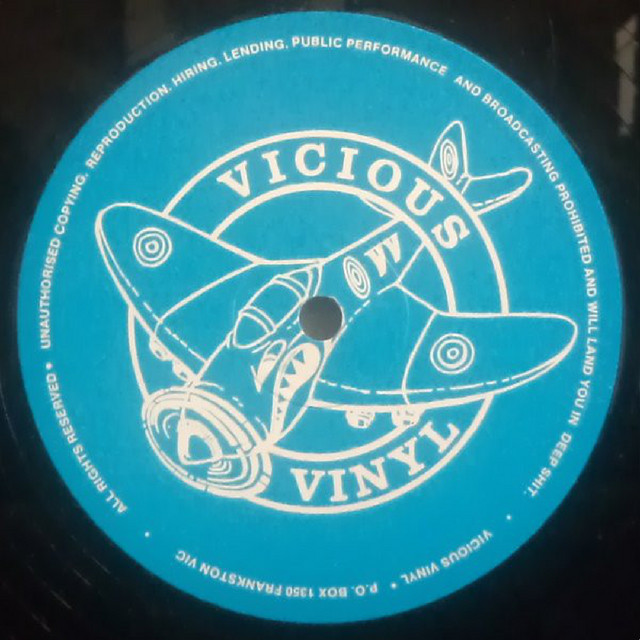 VICIOUS
VINYL
VV
ALL RIGHTS RESERVED • UNAUTHORISED COPYING. REPRODUCTION. HIRING. LENDING. PUBLIC PERFORMANCE AND BROADCASTING PROHIBITED AND WILL LAND YOU IN DEEP SHIT. •
VICIOUS VINYL • P.O. BOX 1350 FRANKSTON VIC •